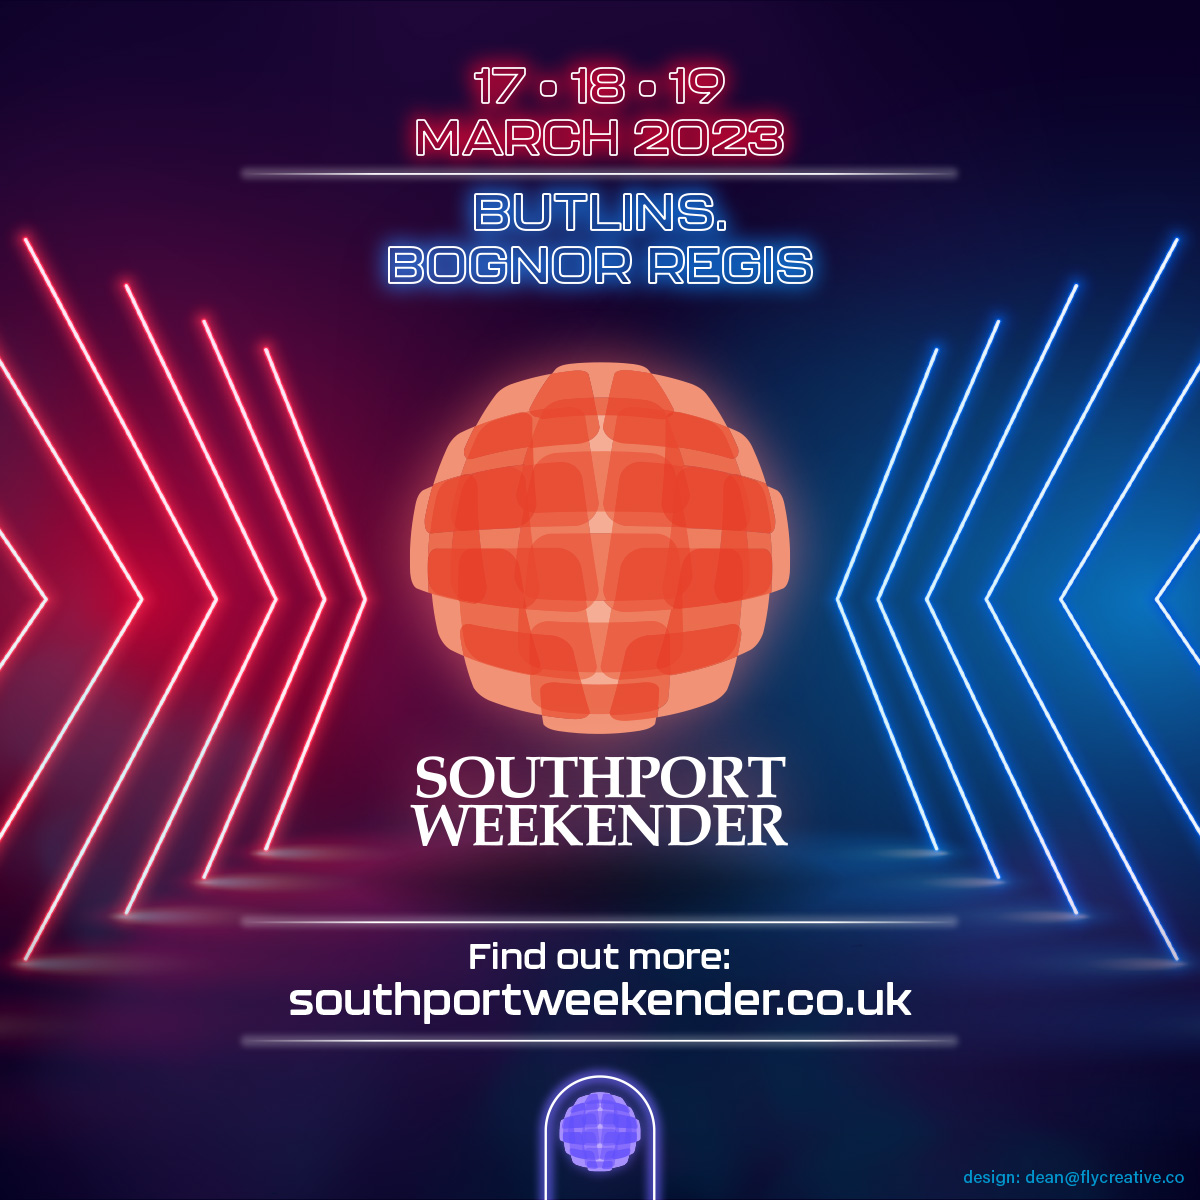 17 • 18 • 19
MARCH 2023
BUTLINS.
BOGNOR REGIS
SOUTHPORT
WEEKENDER
Find out more:
southportweekender.co.uk
design: dean@flycreative.co